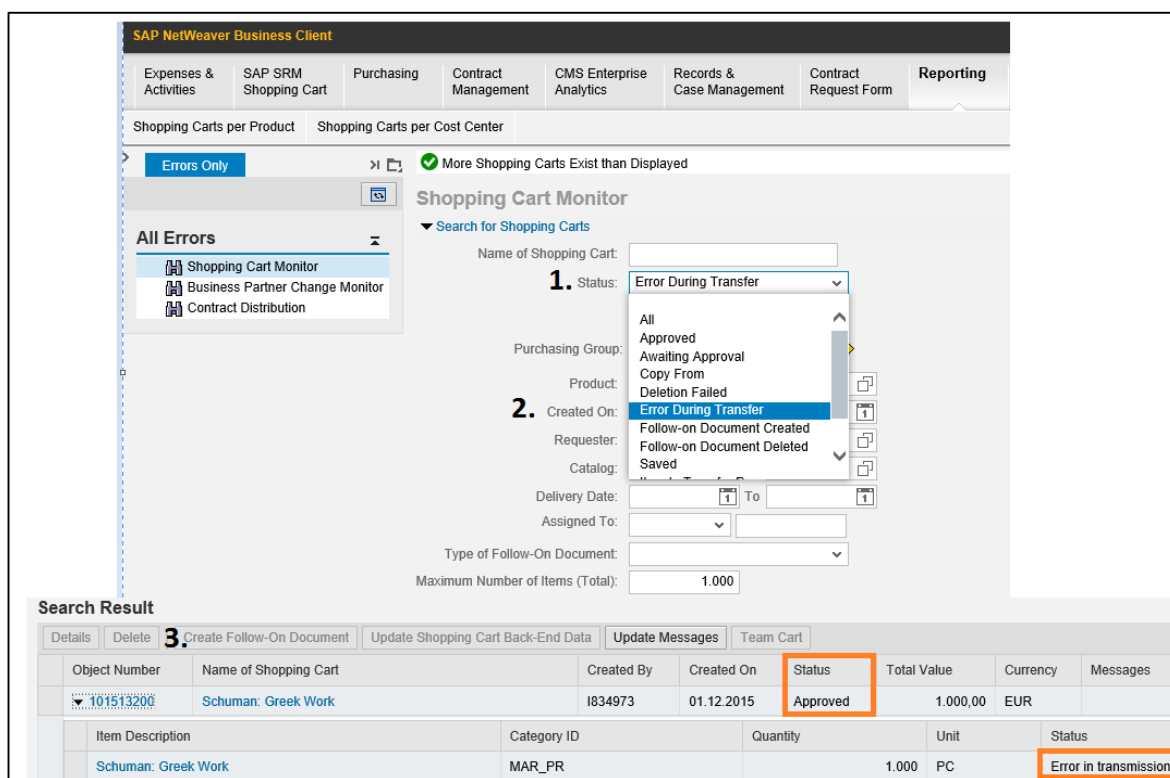 SAP NetWeaver Business Client
Expenses & Activities
SAP SRM Shopping Cart
Purchasing
Contract Management
CMS Enterprise Analytics
Records & Case Management
Contract Request Form
Reporting
Shopping Carts per Product Shopping Carts per Cost Center
Errors Only
More Shopping Carts Exist than Displayed
Shopping Cart Monitor
Search for Shopping Carts
All Errors
Shopping Cart Monitor
Business Partner Change Monitor
Contract Distribution
Name of Shopping Cart:
1. Status: Error During Transfer
All
Approved
Awaiting Approval
Copy From
Deletion Failed
Error During Transfer
Follow-on Document Created
Follow-on Document Deleted
Saved
Purchasing Group:
Product:
2. Created On:
Requester:
Catalog:
Delivery Date: To
Assigned To:
Type of Follow-On Document:
Maximum Number of Items (Total): 1.000
Search Result
Details Delete 3. Create Follow-On Document Update Shopping Cart Back-End Data Update Messages Team Cart
Object Number Name of Shopping Cart Created By Created On Status Total Value Currency Messages
101513200 Schuman: Greek Work I834973 01.12.2015 Approved 1.000,00 EUR
Item Description Category ID Quantity Unit Status
Schuman: Greek Work MAR_PR 1.000 PC Error in transmission